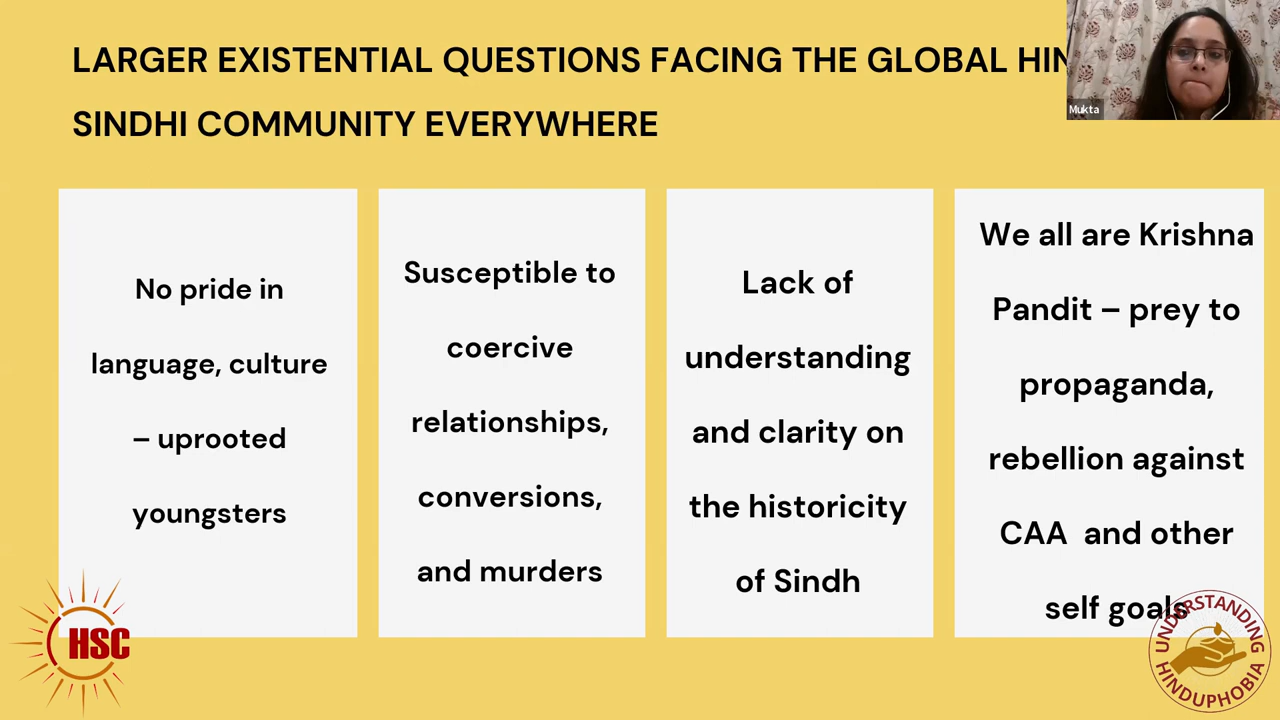 LARGER EXISTENTIAL QUESTIONS FACING THE GLOBAL
SINDHI COMMUNITY EVERYWHERE
Mukta
No pride in
language, culture
– uprooted
youngsters
Susceptible to
coercive
relationships,
conversions,
and murders
Lack of
understanding
and clarity on
the historicity
of Sindh
We all are Krishna
Pandit – prey to
propaganda,
rebellion against
CAA and other
self goals
HSC
UNDERSTANDING
HINDUPHOBIA